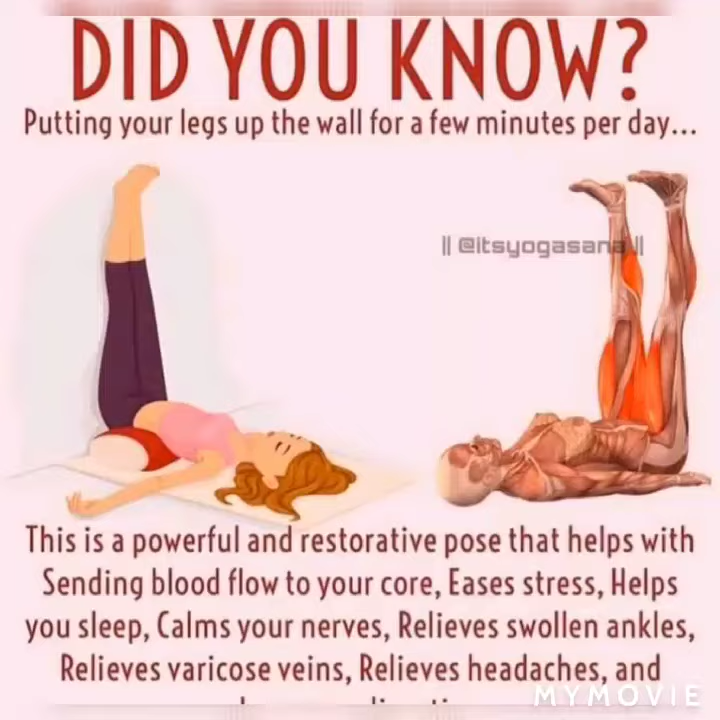 DID YOU KNOW?
Putting your legs up the wall for a few minutes per day...
|| @itsyogasana ||
This is a powerful and restorative pose that helps with
Sending blood flow to your core, Eases stress, Helps
you sleep, Calms your nerves, Relieves swollen ankles,
Relieves varicose veins, Relieves headaches, and
MYMOVIE